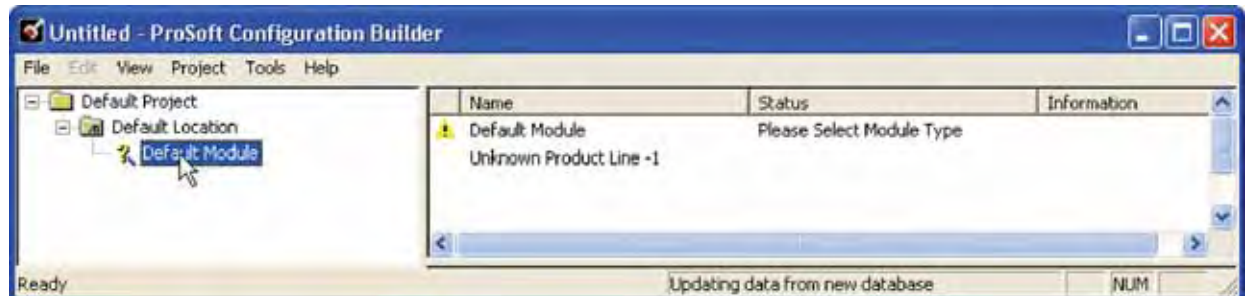 Untitled - ProSoft Configuration Builder
File Edit View Project Tools Help
Default Project
Default Location
Default Module
Name Status Information
Default Module Please Select Module Type
Unknown Product Line -1
Ready Updating data from new database NUM